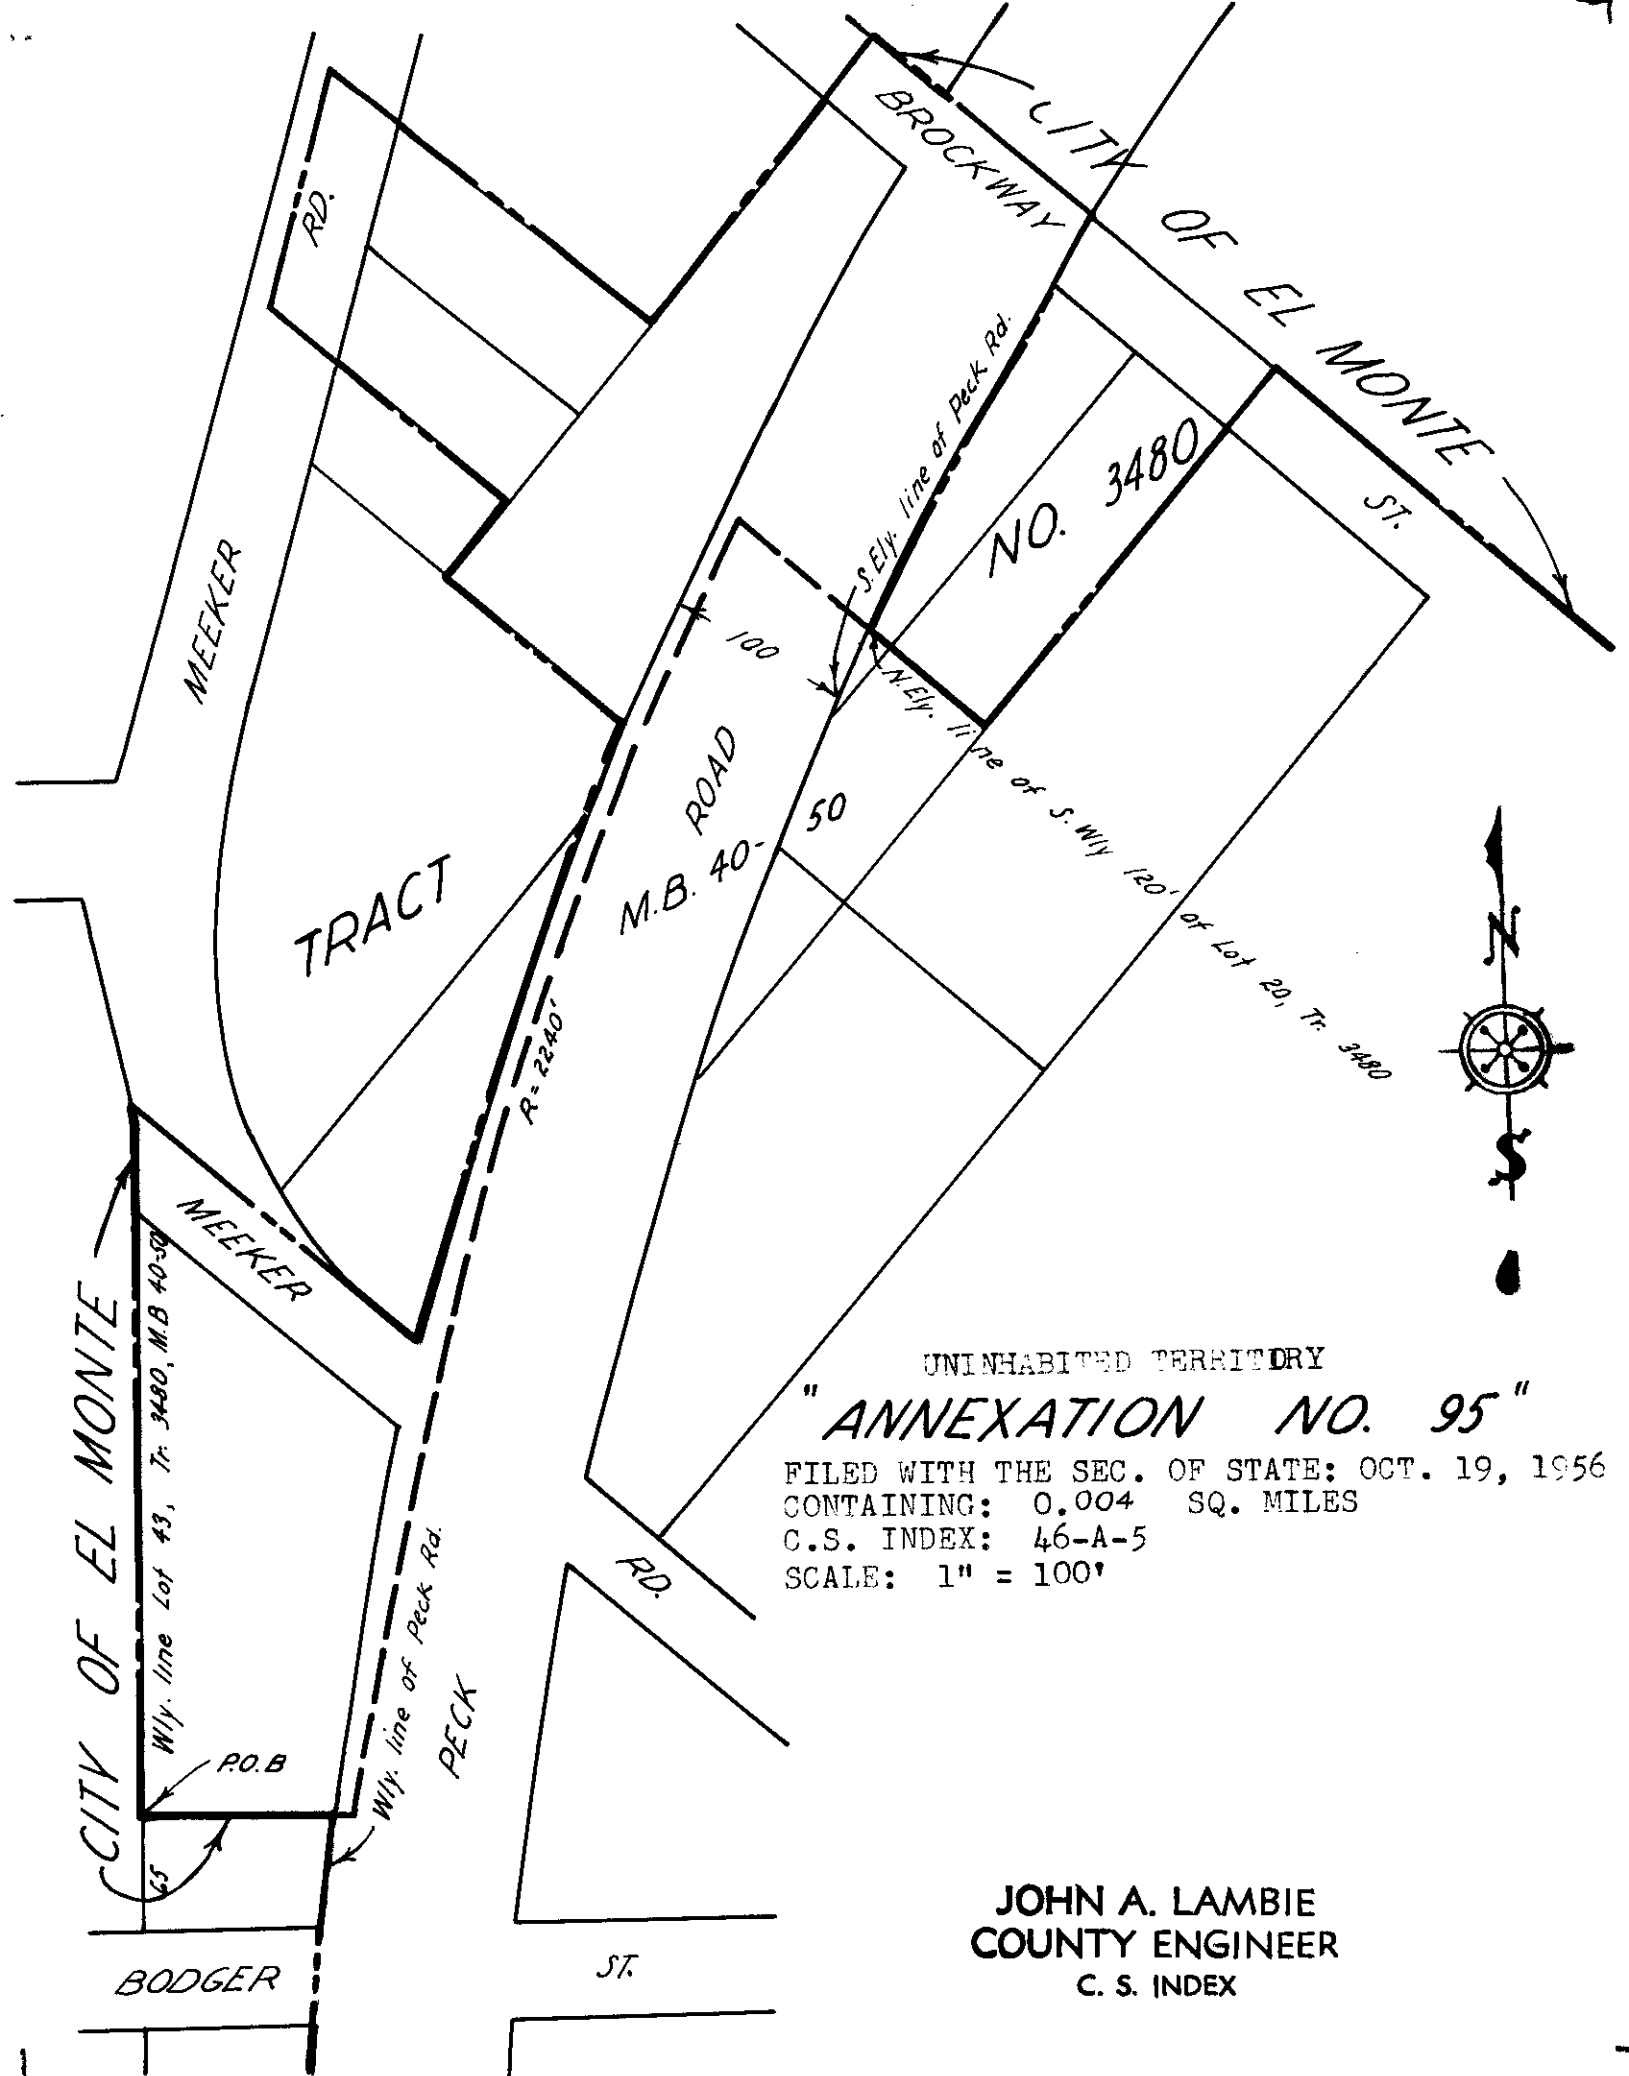 CITY OF EL MONTE
BROCKWAY
ST.
RD.
MEEKER
S. Ely. line of Peck Rd.
NO. 3480
100
N. Ely. line of S. Wly 120' of Lot 20, Tr. 3480
ROAD
M.B. 40-50
TRACT
R = 2240'
N
S
MEEKER
RD.
CITY OF EL MONTE
Wly. line Lot 43, Tr. 3480, M.B 40-50
P.O.B
65
Wly. line of Peck Rd.
PECK
BODGER
ST.
UNINHABITED TERRITORY
"ANNEXATION NO. 95"
FILED WITH THE SEC. OF STATE: OCT. 19, 1956
CONTAINING: 0.004 SQ. MILES
C.S. INDEX: 46-A-5
SCALE: 1" = 100'
JOHN A. LAMBIE
COUNTY ENGINEER
C. S. INDEX